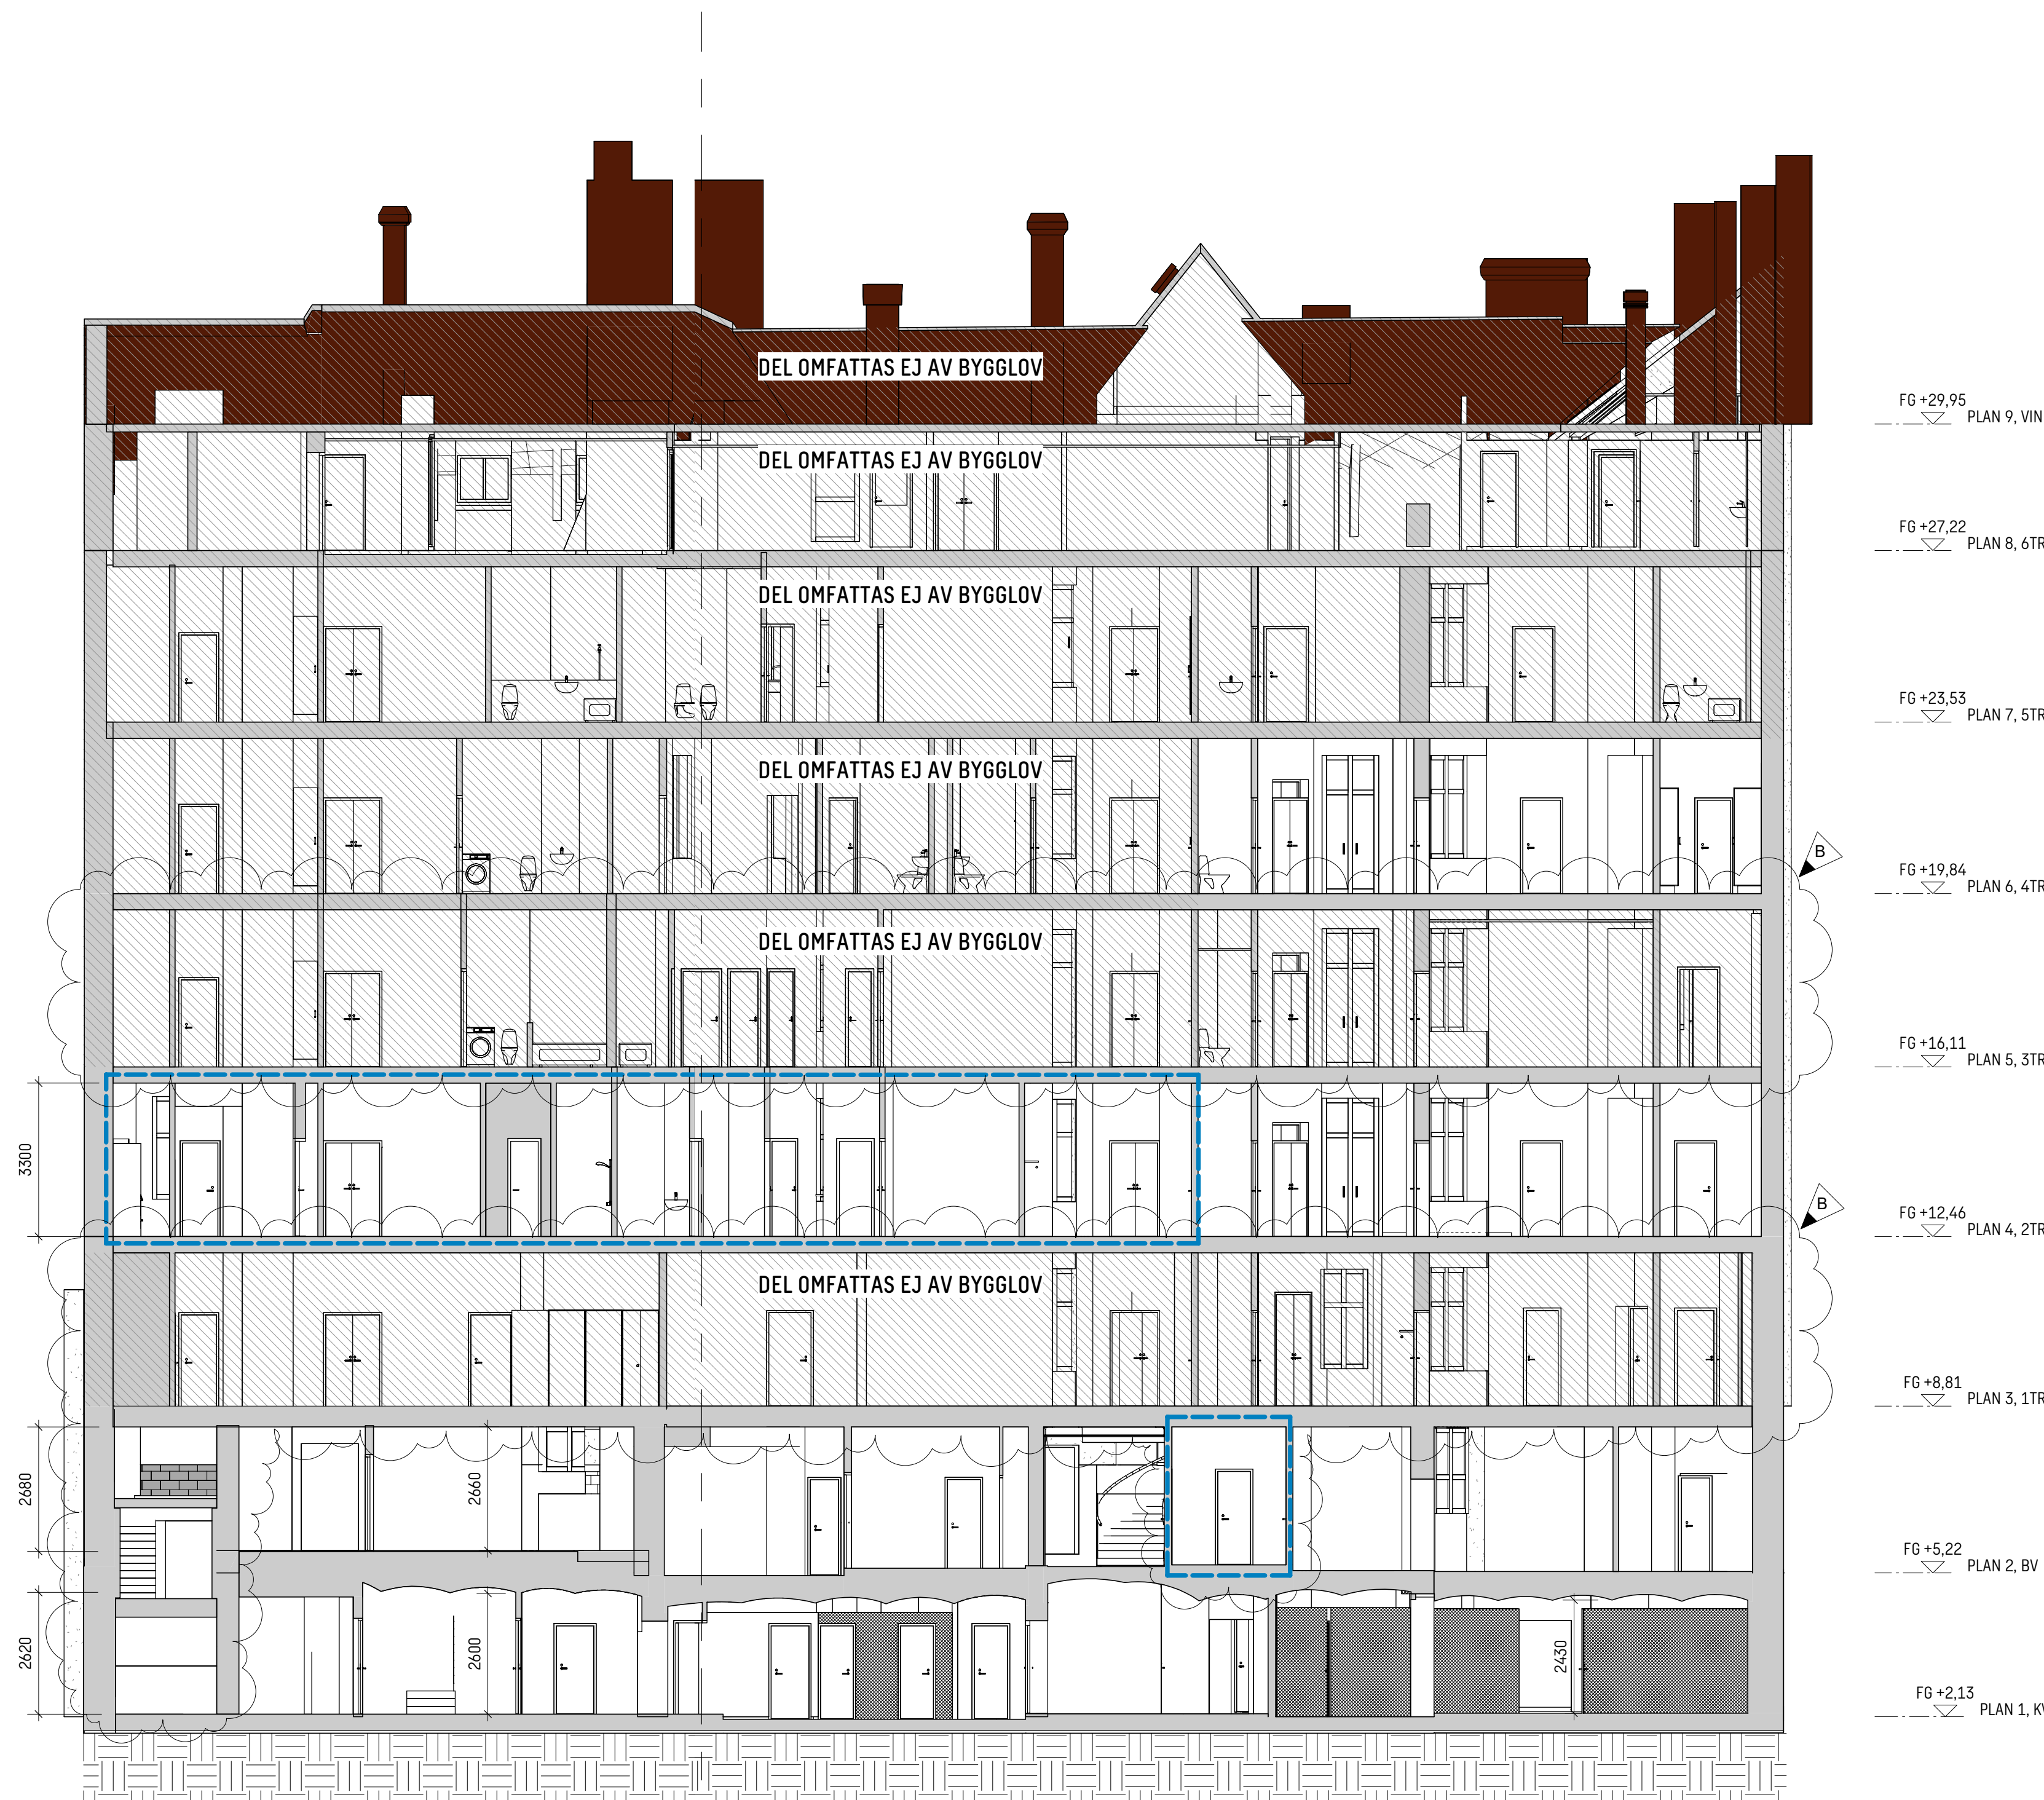 DEL OMFATTAS EJ AV BYGGLOV
FG +29,95
PLAN 9, VIN
DEL OMFATTAS EJ AV BYGGLOV
FG +27,22
PLAN 8, 6TR
DEL OMFATTAS EJ AV BYGGLOV
FG +23,53
PLAN 7, 5TR
DEL OMFATTAS EJ AV BYGGLOV
B
FG +19,84
PLAN 6, 4TR
DEL OMFATTAS EJ AV BYGGLOV
FG +16,11
PLAN 5, 3TR
3300
B
FG +12,46
PLAN 4, 2TR
DEL OMFATTAS EJ AV BYGGLOV
FG +8,81
PLAN 3, 1TR
2680
2660
FG +5,22
PLAN 2, BV
2620
2600
2430
FG +2,13
PLAN 1, KV